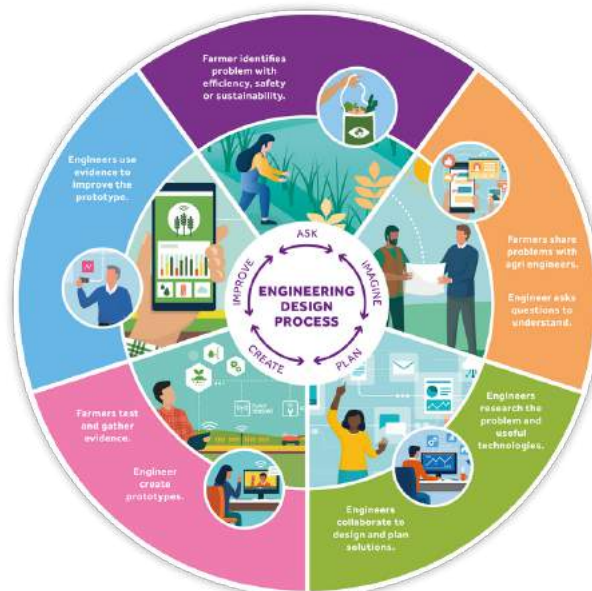 Farmer identifies
problem with
efficiency, safety
or sustainability.
Farmers share
problems with
agri engineers.
Engineer asks
questions to
understand.
Engineers
research the
problem and
useful
technologies.
Engineers
collaborate to
design and plan
solutions.
Farmers test
and gather
evidence.
Engineer
create
prototypes.
Engineers use
evidence to
improve the
prototype.
ASK
IMAGINE
PLAN
CREATE
IMPROVE
ENGINEERING
DESIGN
PROCESS